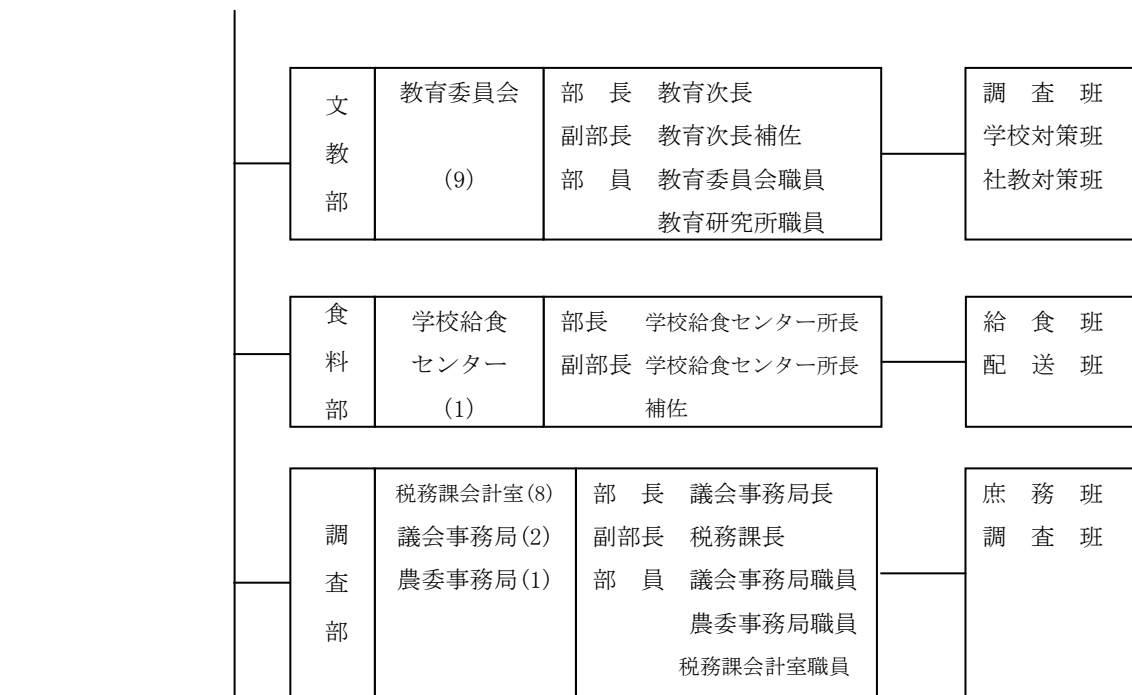 文教部
教育委員会
(9)
部　長　教育次長
副部長　教育次長補佐
部　員　教育委員会職員
教育研究所職員
調　査　班
学校対策班
社教対策班
食料部
学校給食
センター
(1)
部長　学校給食センター所長
副部長 学校給食センター所長
補佐
給　食　班
配　送　班
調査部
税務課会計室(8)
議会事務局(2)
農委事務局(1)
部　長　議会事務局長
副部長　税務課長
部　員　議会事務局職員
農委事務局職員
税務課会計室職員
庶　務　班
調　査　班